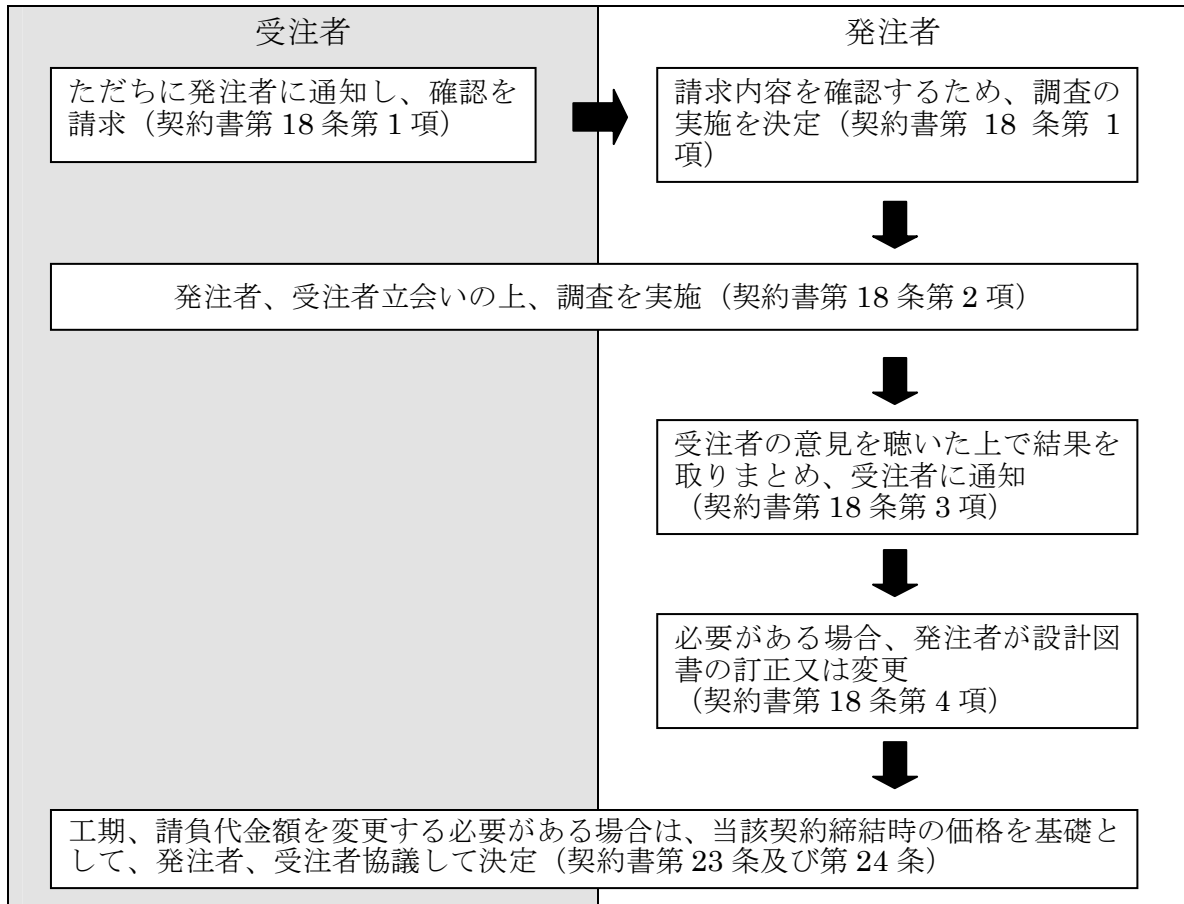 受注者
発注者
ただちに発注者に通知し、確認を
請求（契約書第 18 条第 1 項）
請求内容を確認するため、調査の
実施を決定（契約書第 18 条第 1
項）
発注者、受注者立会いの上、調査を実施（契約書第 18 条第 2 項）
受注者の意見を聴いた上で結果を
取りまとめ、受注者に通知
（契約書第 18 条第 3 項）
必要がある場合、発注者が設計図
書の訂正又は変更
（契約書第 18 条第 4 項）
工期、請負代金額を変更する必要がある場合は、当該契約締結時の価格を基礎と
して、発注者、受注者協議して決定（契約書第 23 条及び第 24 条）